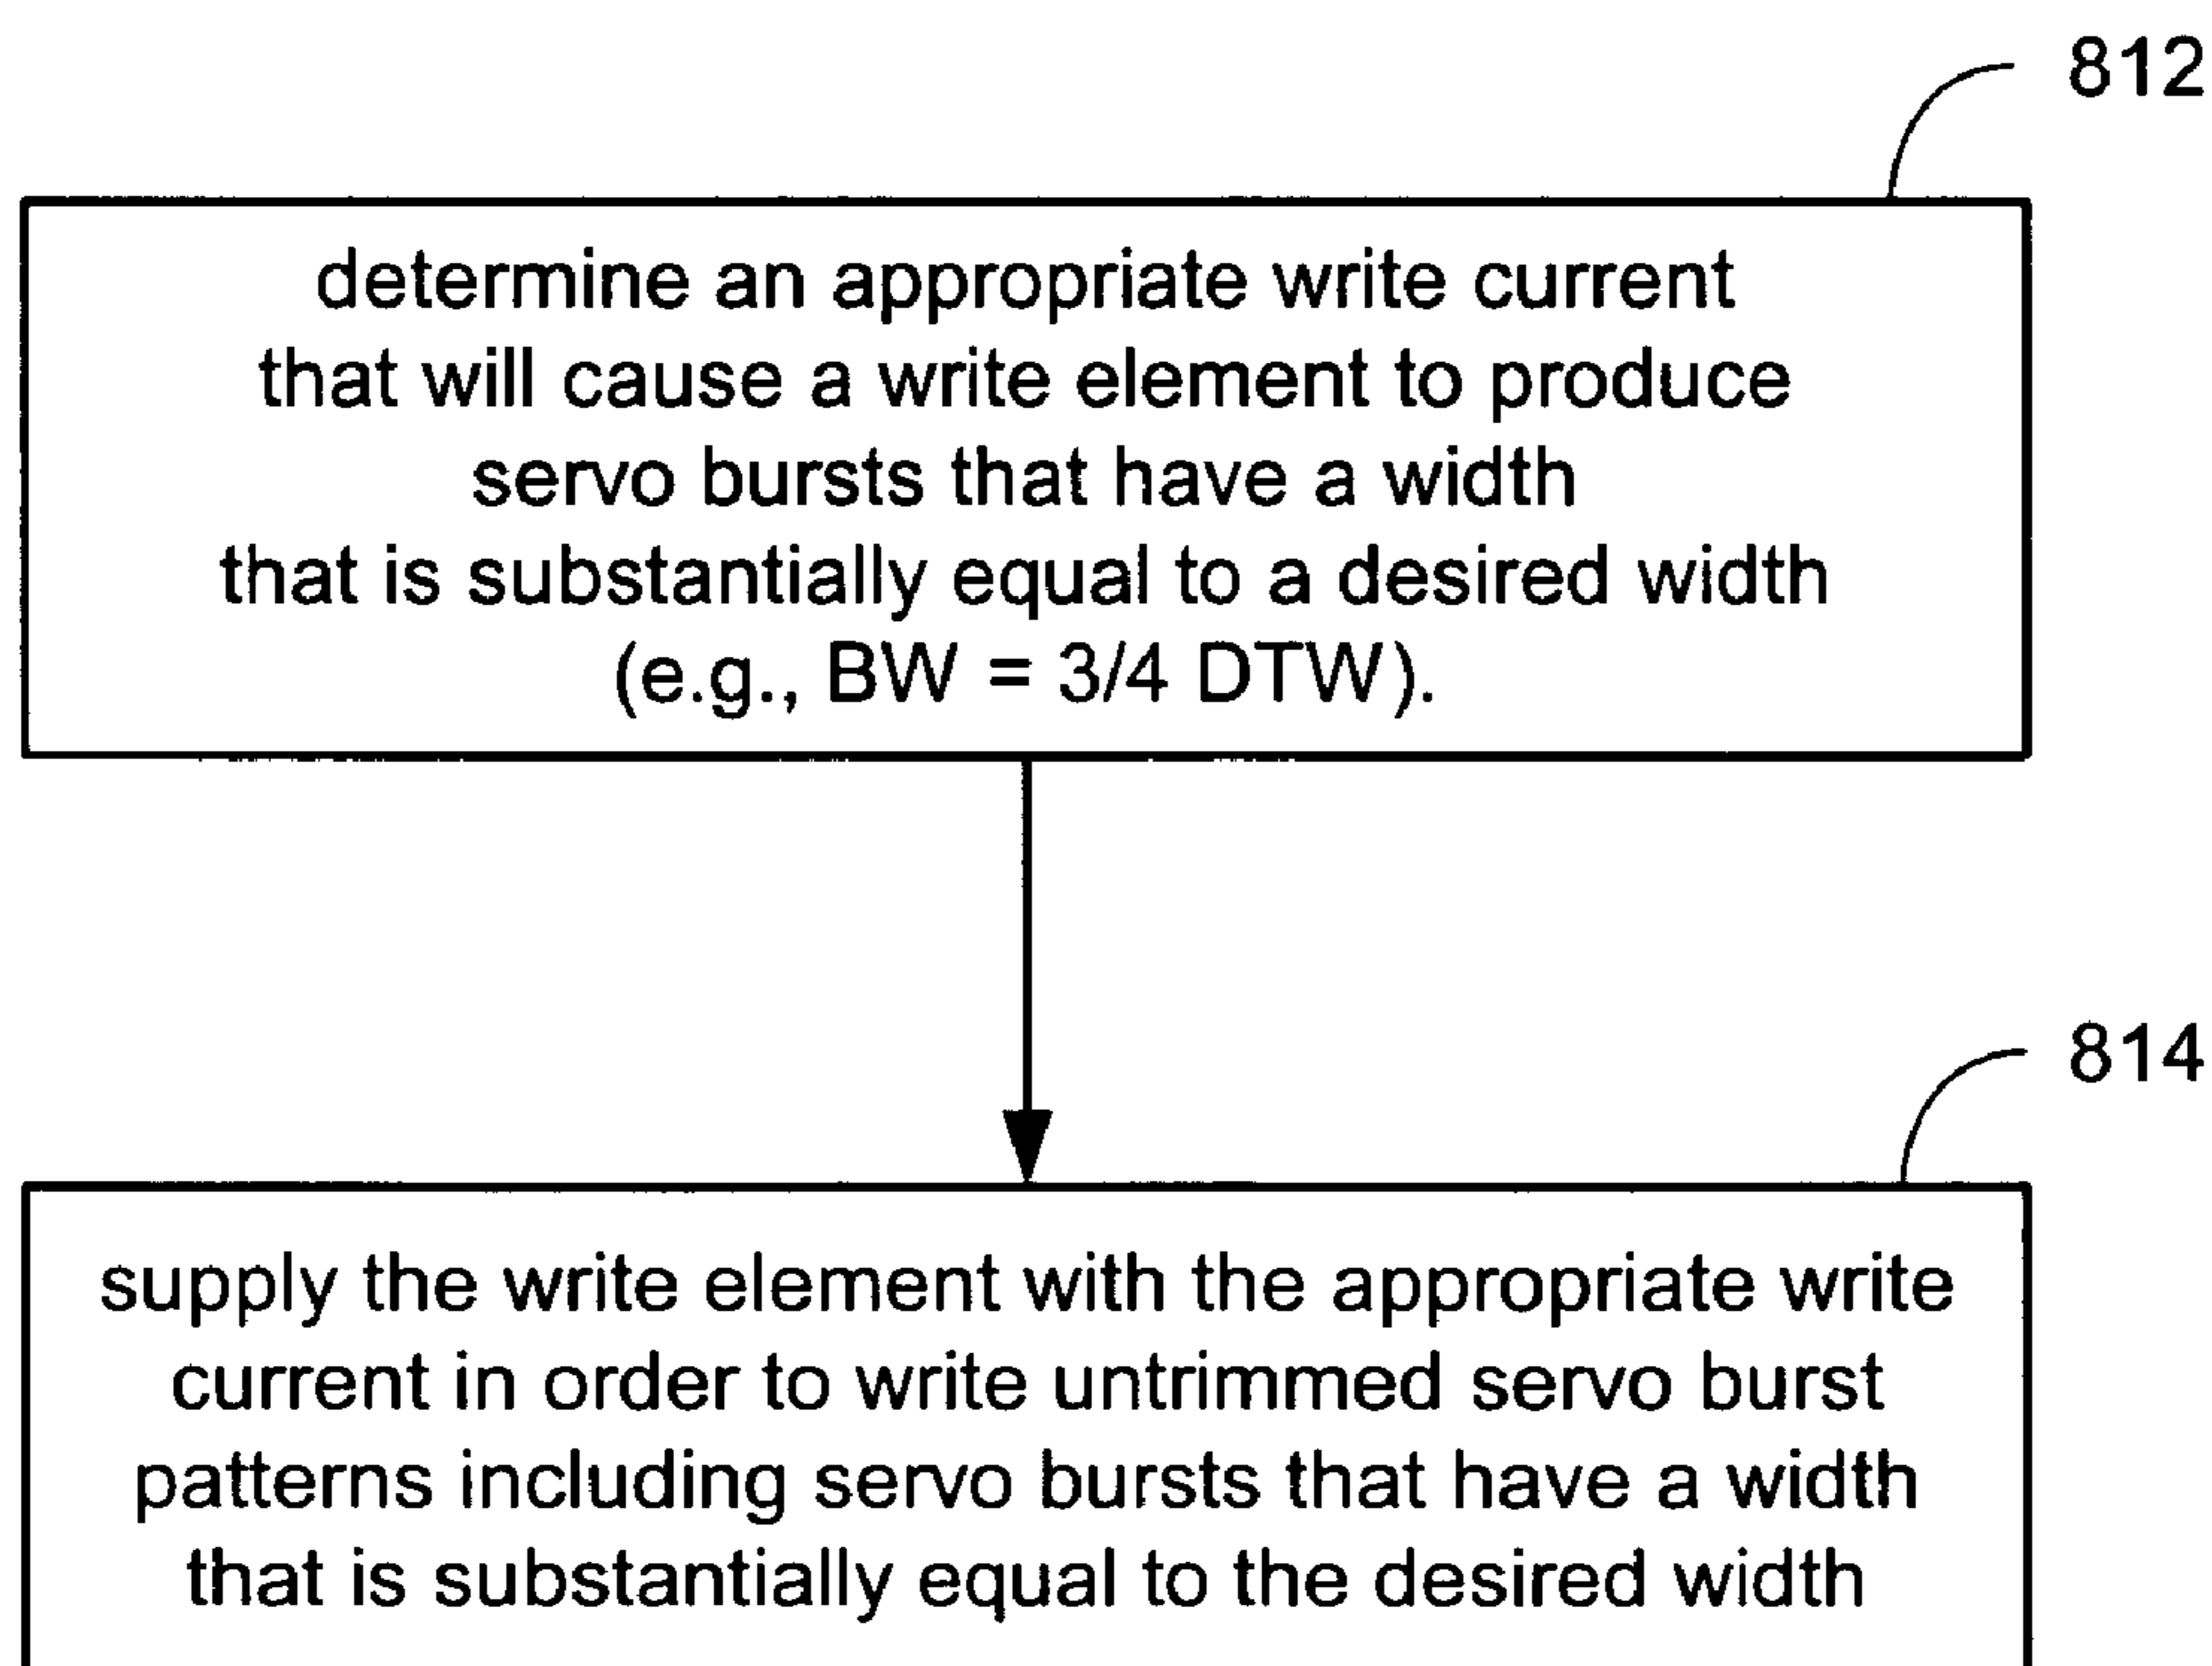 812
determine an appropriate write current
that will cause a write element to produce
servo bursts that have a width
that is substantially equal to a desired width
(e.g., BW = 3/4 DTW).
814
supply the write element with the appropriate write
current in order to write untrimmed servo burst
patterns including servo bursts that have a width
that is substantially equal to the desired width